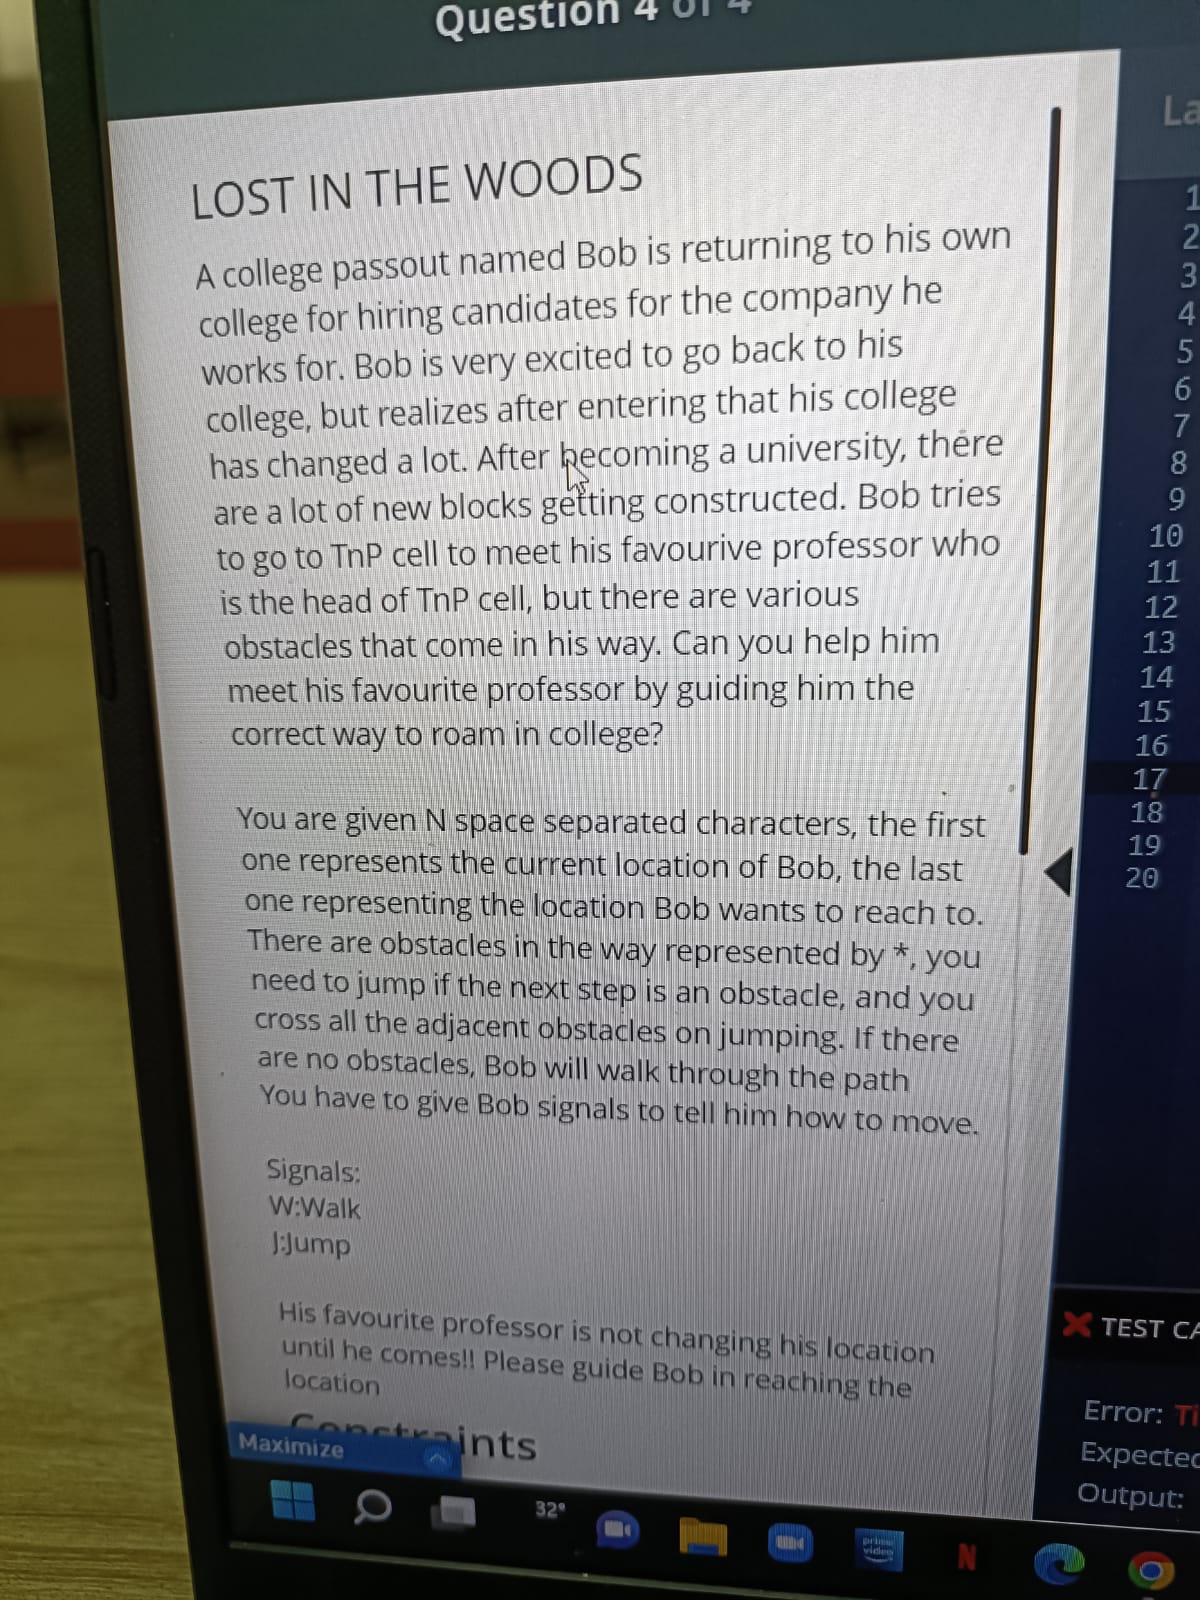 Question 4 of 4
LOST IN THE WOODS
A college passout named Bob is returning to his own
college for hiring candidates for the company he
works for. Bob is very excited to go back to his
college, but realizes after entering that his college
has changed a lot. After becoming a university, there
are a lot of new blocks getting constructed. Bob tries
to go to TnP cell to meet his favourive professor who
is the head of TnP cell, but there are various
obstacles that come in his way. Can you help him
meet his favourite professor by guiding him the
correct way to roam in college?
You are given N space separated characters, the first
one represents the current location of Bob, the last
one representing the location Bob wants to reach to.
There are obstacles in the way represented by *, you
need to jump if the next step is an obstacle, and you
cross all the adjacent obstacles on jumping. If there
are no obstacles, Bob will walk through the path
You have to give Bob signals to tell him how to move.
Signals:
W:Walk
J:Jump
His favourite professor is not changing his location
until he comes!! Please guide Bob in reaching the
location
Constraints
Maximize
32°
prime video
N
La
1
2
3
4
5
6
7
8
9
10
11
12
13
14
15
16
17
18
19
20
TEST CA
Error: Ti
Expected
Output: